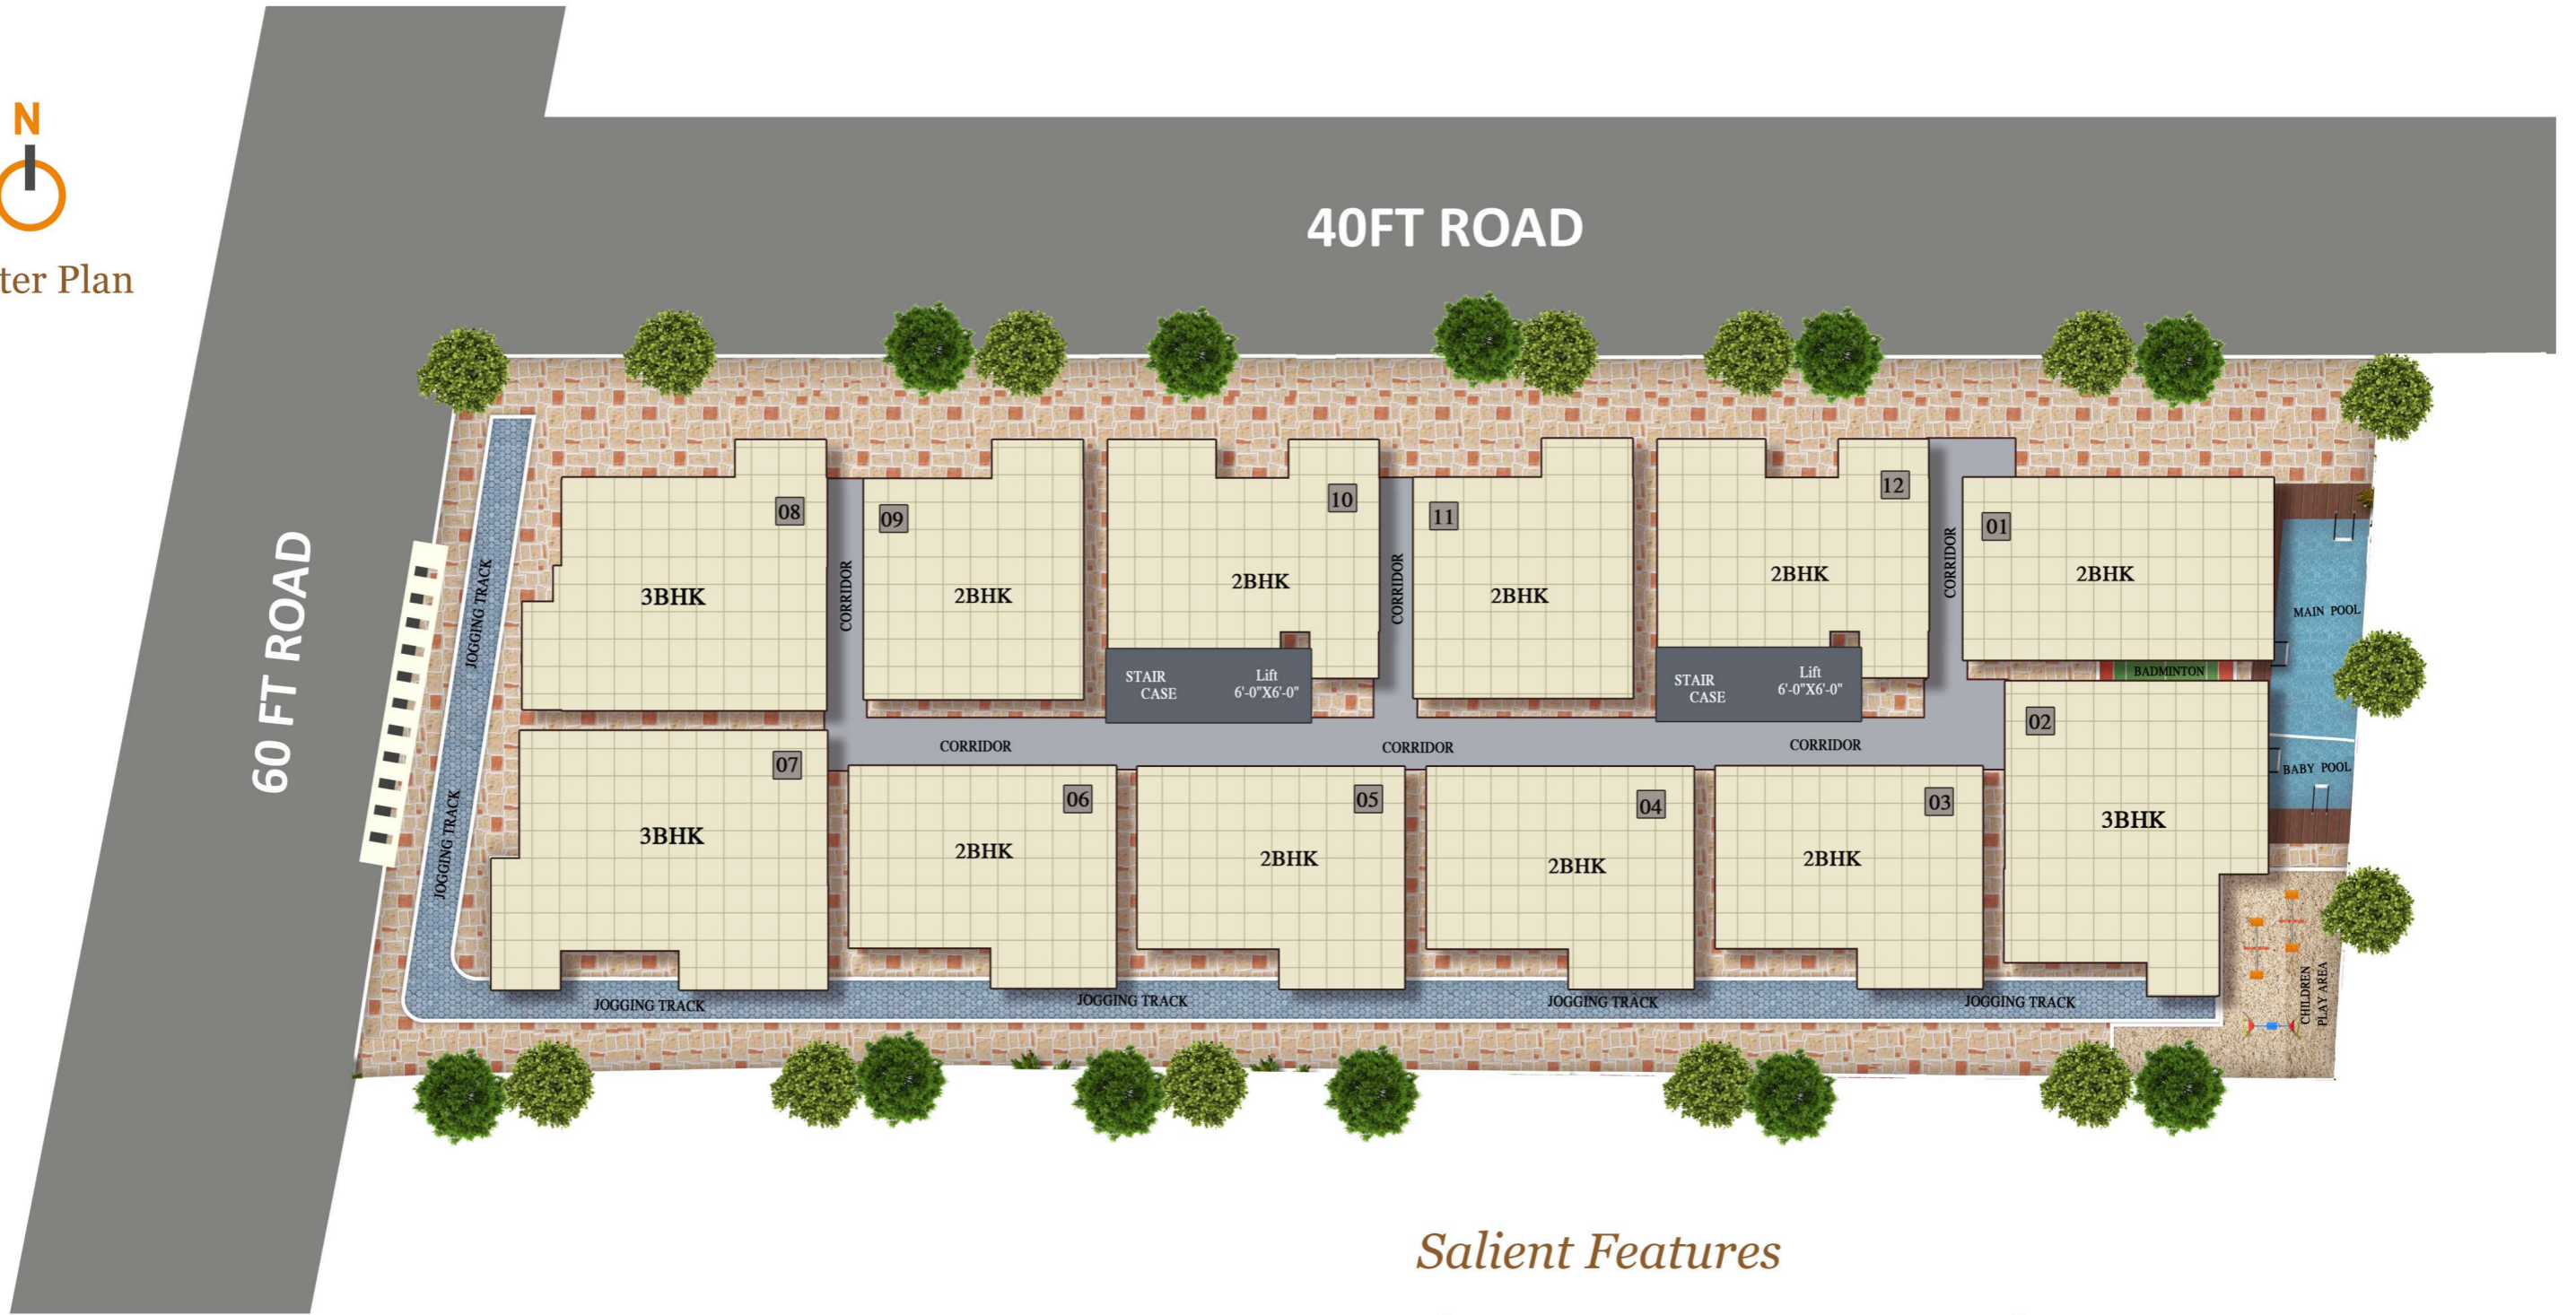 N
ter Plan
40FT ROAD
60 FT ROAD
08
3BHK
CORRIDOR
09
2BHK
10
2BHK
CORRIDOR
11
2BHK
12
2BHK
CORRIDOR
01
2BHK
MAIN POOL
BADMINTON
BABY POOL
JOGGING TRACK
JOGGING TRACK
STAIR
CASE
Lift
6'-0"X6'-0"
STAIR
CASE
Lift
6'-0"X6'-0"
CORRIDOR
CORRIDOR
CORRIDOR
07
3BHK
06
2BHK
05
2BHK
04
2BHK
03
2BHK
02
3BHK
CHILDREN
PLAY AREA
JOGGING TRACK
JOGGING TRACK
JOGGING TRACK
JOGGING TRACK
Salient Features